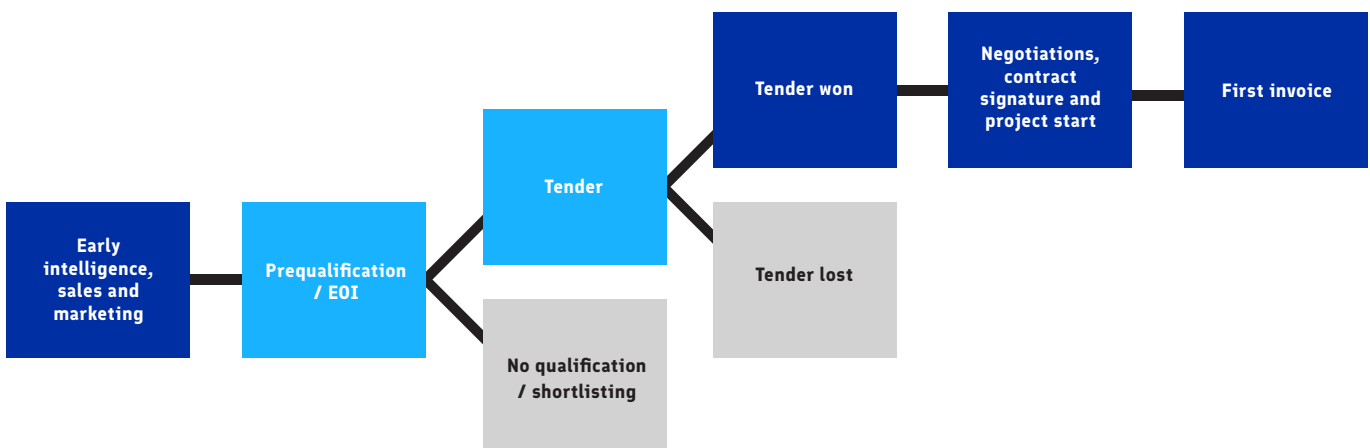 Early
intelligence,
sales and
marketing
Prequalification
/ EOI
Tender
No qualification
/ shortlisting
Tender won
Tender lost
Negotiations,
contract
signature and
project start
First invoice